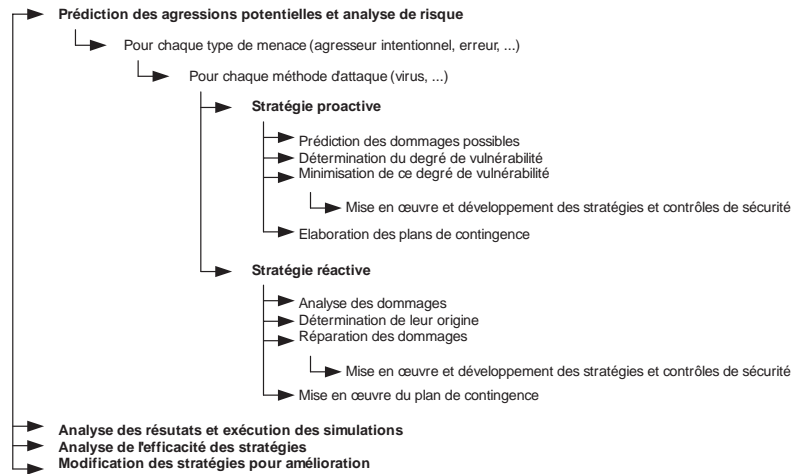 Prédiction des agressions potentielles et analyse de risque
Pour chaque type de menace (agresseur intentionnel, erreur, ...)
Pour chaque méthode d'attaque (virus, ...)
Stratégie proactive
Prédiction des dommages possibles
Détermination du degré de vulnérabilité
Minimisation de ce degré de vulnérabilité
Mise en œuvre et développement des stratégies et contrôles de sécurité
Elaboration des plans de contingence
Stratégie réactive
Analyse des dommages
Détermination de leur origine
Réparation des dommages
Mise en œuvre et développement des stratégies et contrôles de sécurité
Mise en œuvre du plan de contingence
Analyse des résutats et exécution des simulations
Analyse de l'efficacité des stratégies
Modification des stratégies pour amélioration